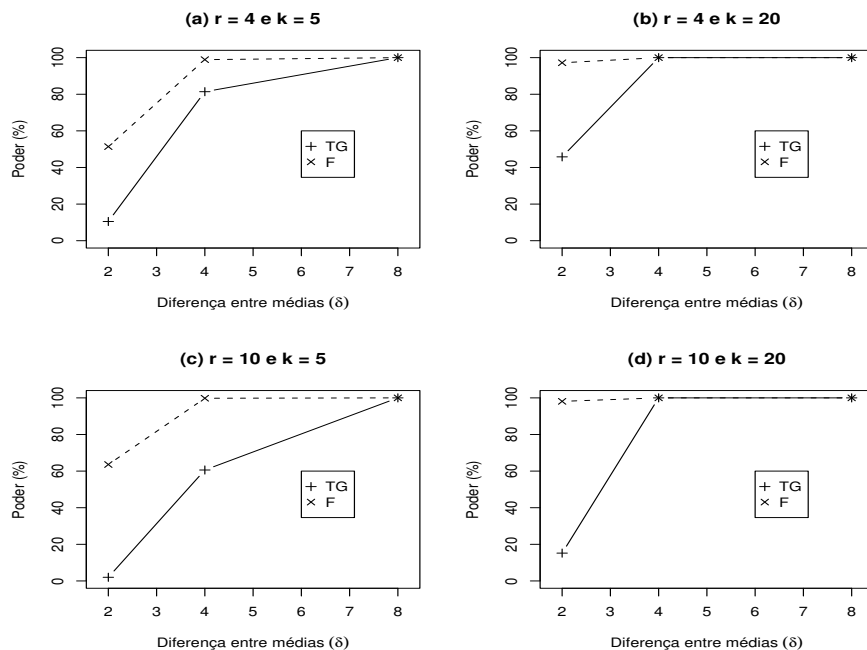 (a) r = 4 e k = 5
Poder (%)
0 20 40 60 80 100
TG
F
2 3 4 5 6 7 8
Diferença entre médias (δ)
(b) r = 4 e k = 20
Poder (%)
0 20 40 60 80 100
TG
F
2 3 4 5 6 7 8
Diferença entre médias (δ)
(c) r = 10 e k = 5
Poder (%)
0 20 40 60 80 100
TG
F
2 3 4 5 6 7 8
Diferença entre médias (δ)
(d) r = 10 e k = 20
Poder (%)
0 20 40 60 80 100
TG
F
2 3 4 5 6 7 8
Diferença entre médias (δ)